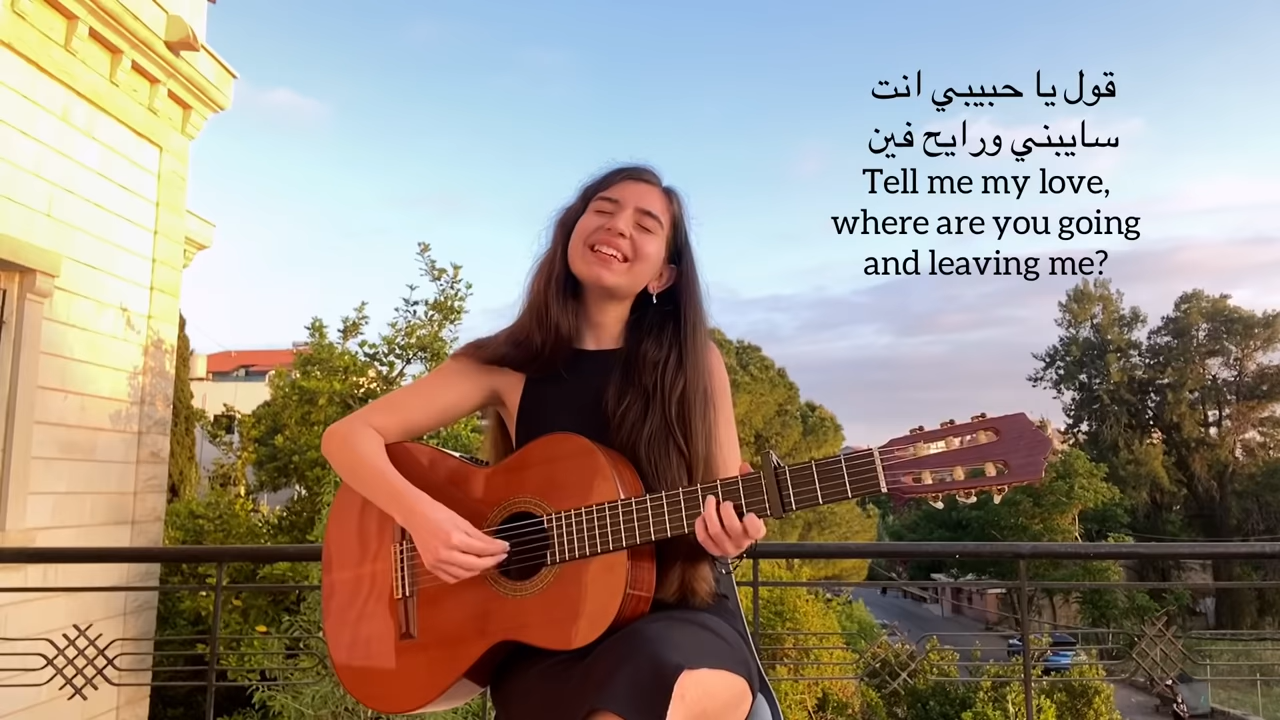 قول يا حبيبي انت
سايبني ورايح فين
Tell me my love,
where are you going
and leaving me?